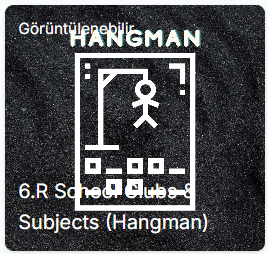 Görüntülenebilir
HANGMAN
6.R School Clubs &
Subjects (Hangman)